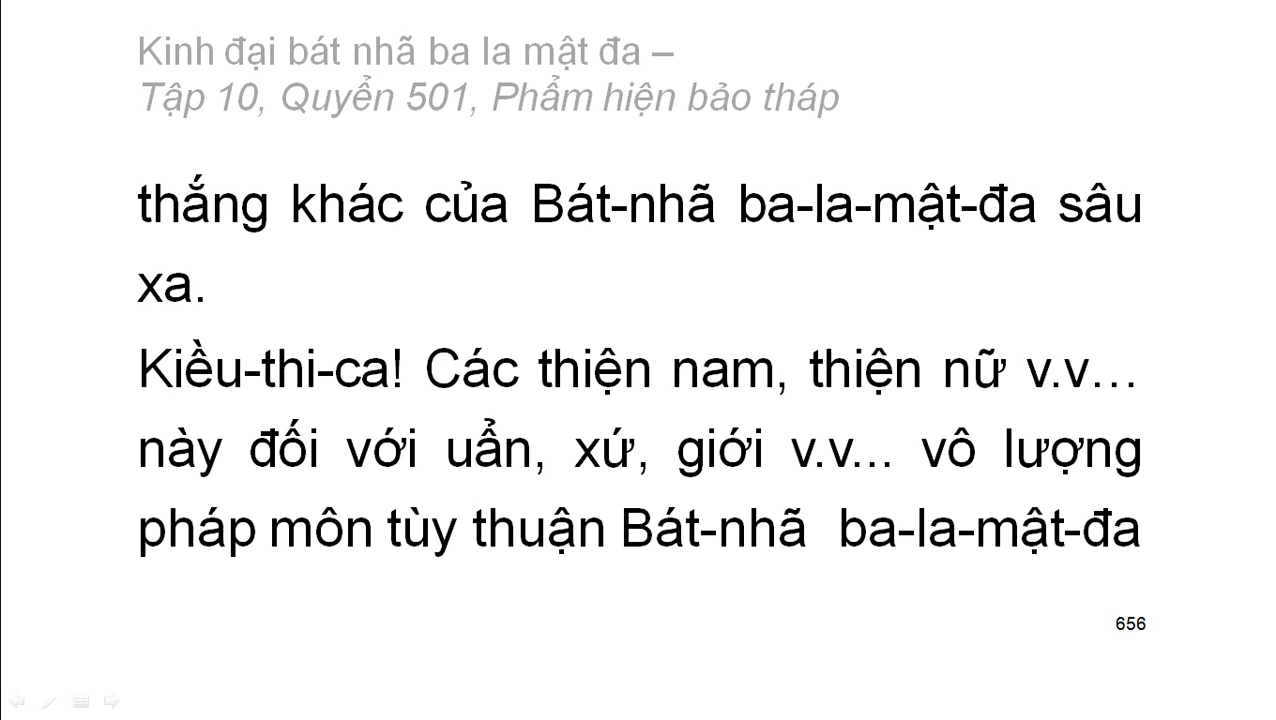 Kinh đại bát nhã ba la mật đa –
Tập 10, Quyển 501, Phẩm hiện bảo tháp
thắng khác của Bát-nhã ba-la-mật-đa sâu
xa.
Kiều-thi-ca! Các thiện nam, thiện nữ v.v…
này đối với uẩn, xứ, giới v.v... vô lượng
pháp môn tùy thuận Bát-nhã  ba-la-mật-đa
656